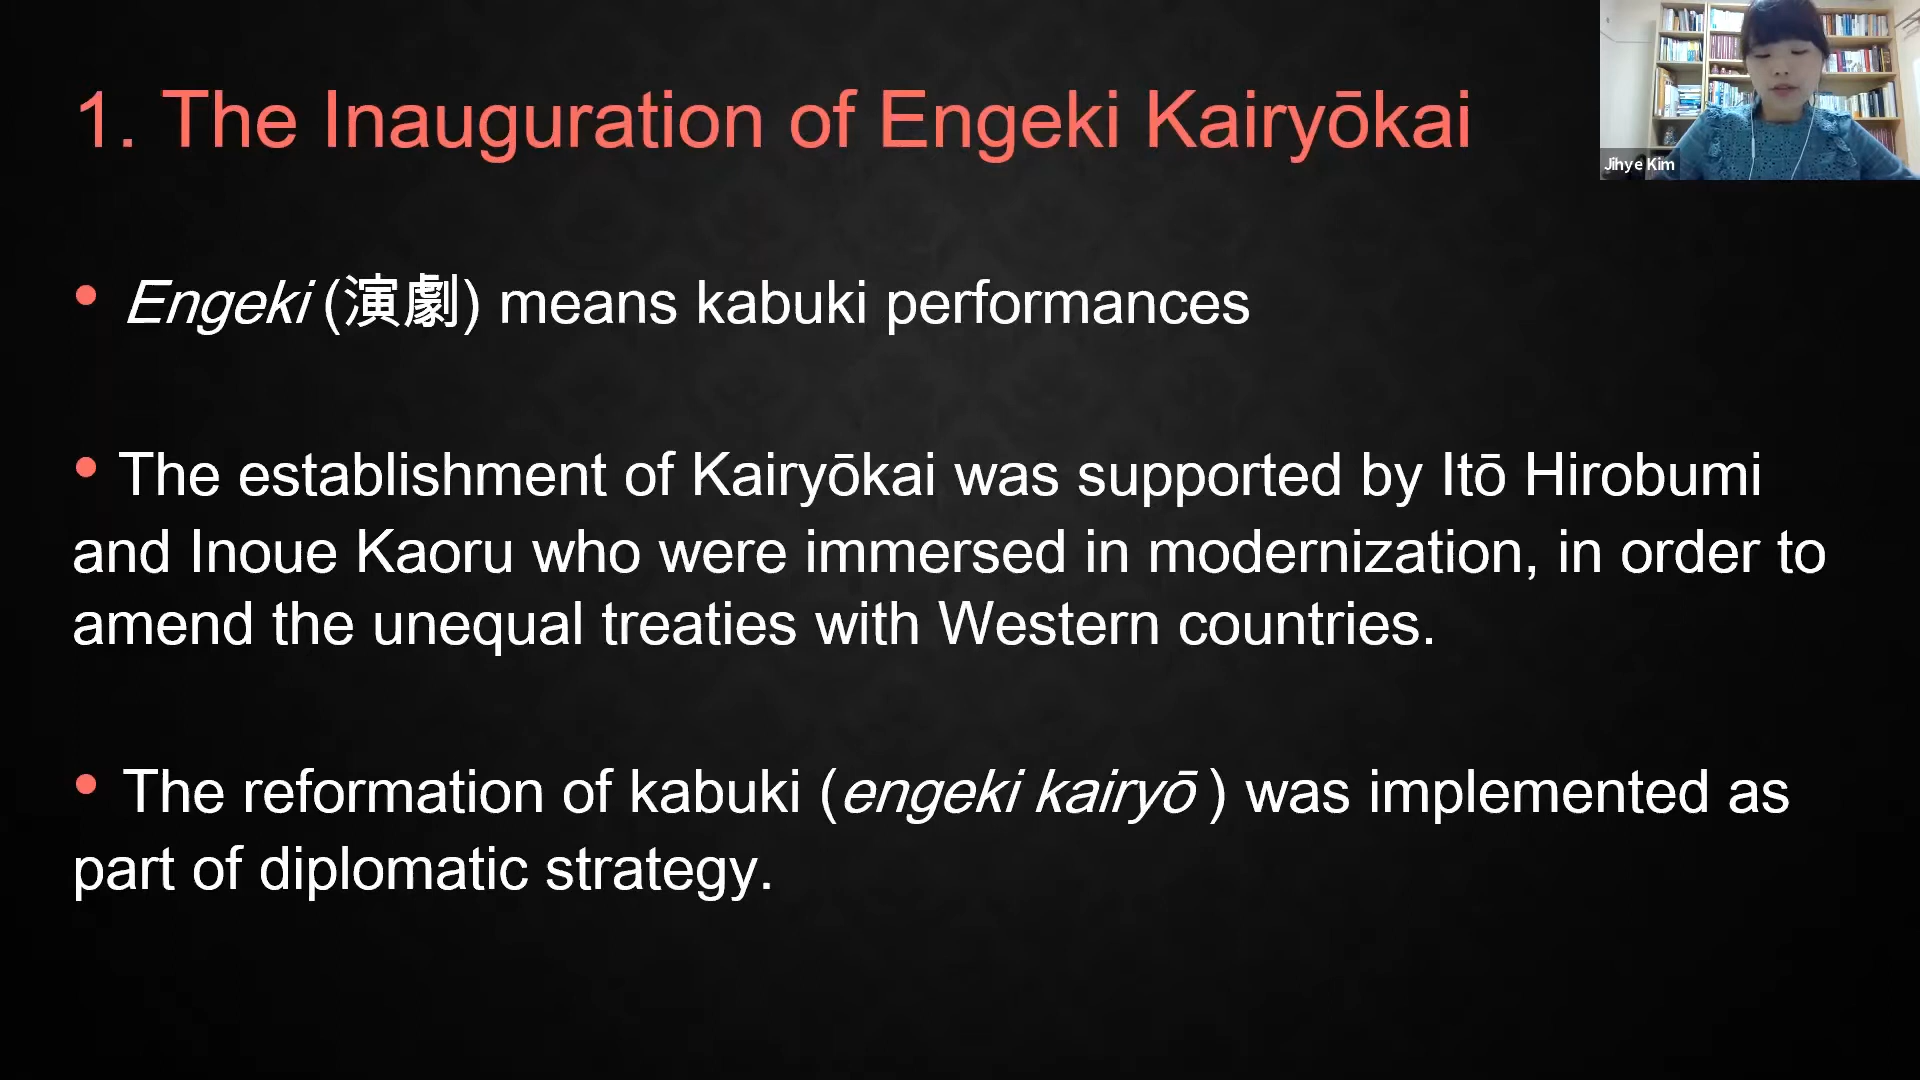 1. The Inauguration of Engeki Kairyōkai
Jihye Kim
• Engeki (演劇) means kabuki performances
• The establishment of Kairyōkai was supported by Itō Hirobumi
and Inoue Kaoru who were immersed in modernization, in order to
amend the unequal treaties with Western countries.
• The reformation of kabuki (engeki kairyō ) was implemented as
part of diplomatic strategy.